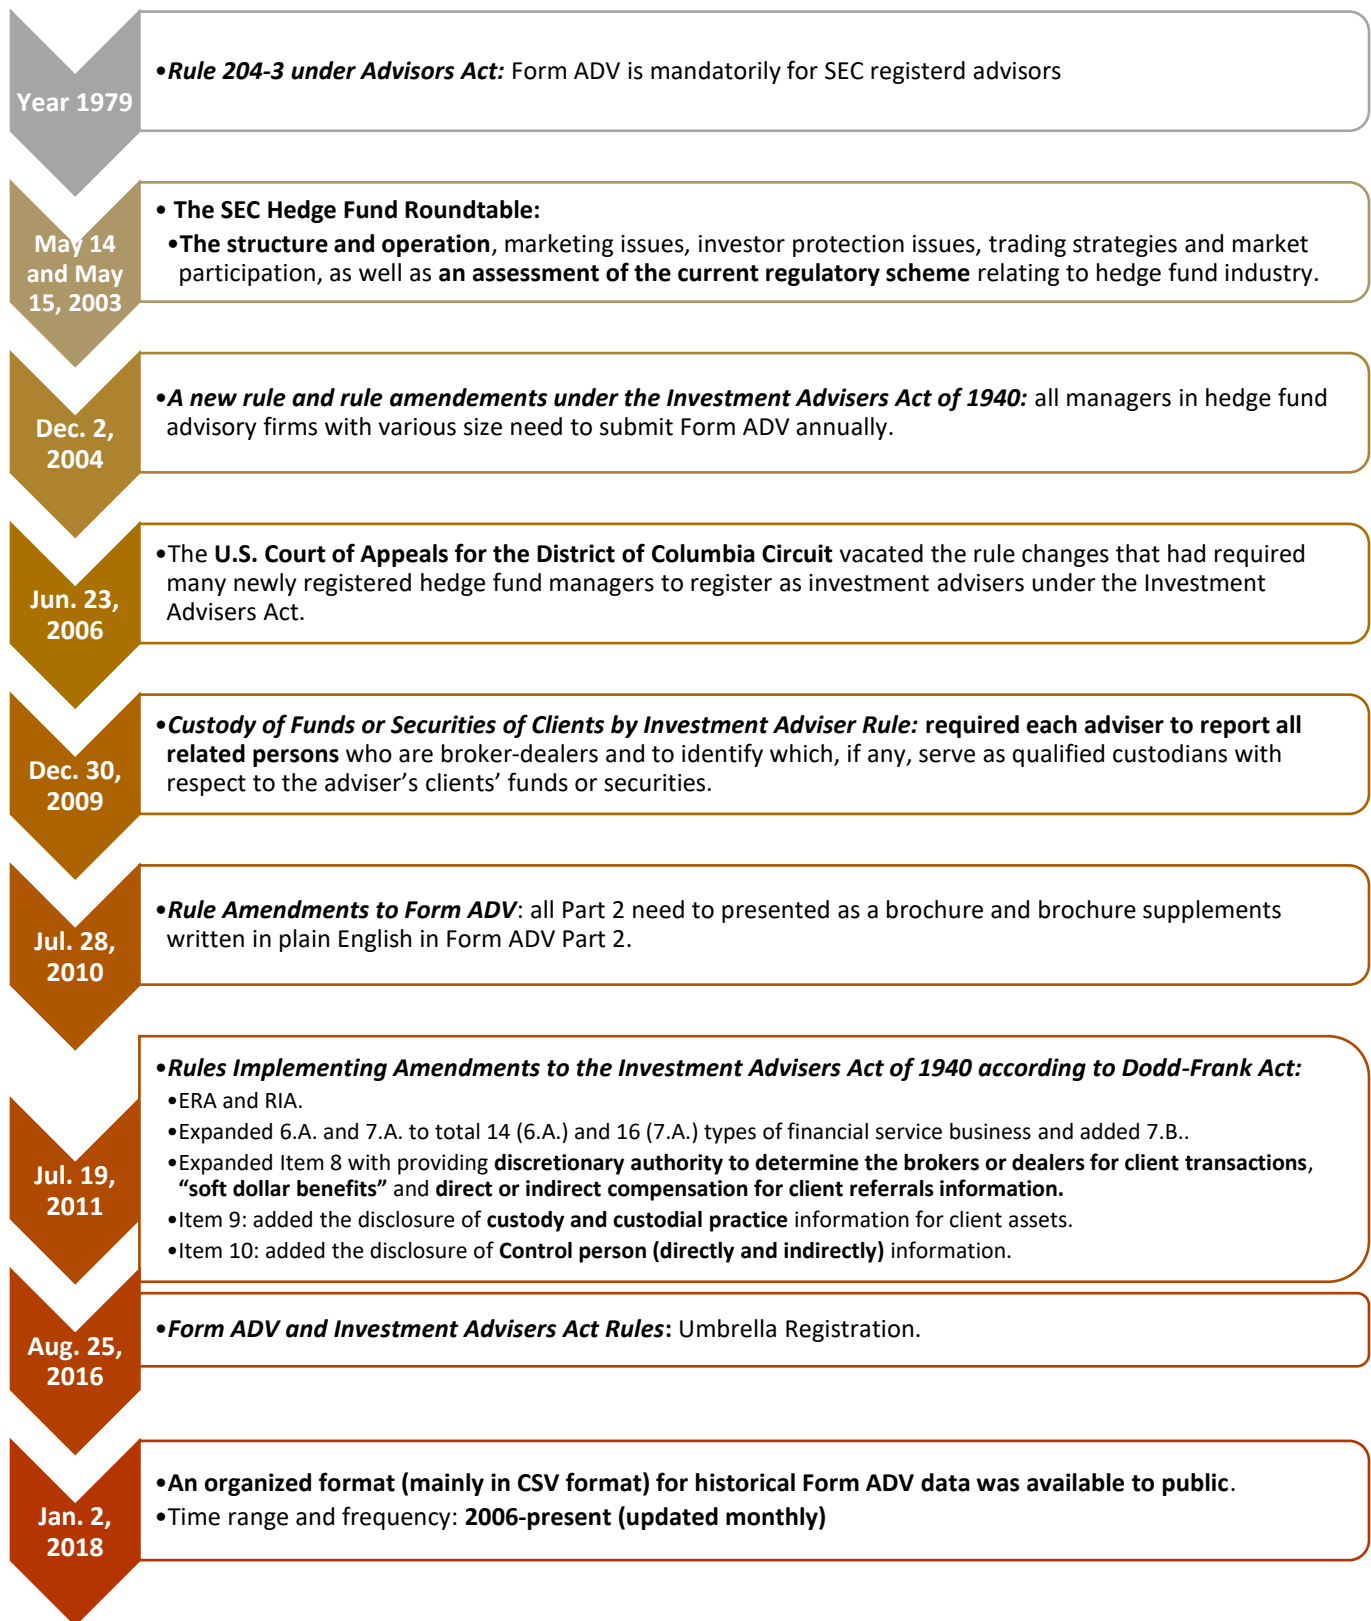 Year 1979
•Rule 204-3 under Advisors Act: Form ADV is mandatorily for SEC registerd advisors
May 14
and May
15, 2003
• The SEC Hedge Fund Roundtable:
•The structure and operation, marketing issues, investor protection issues, trading strategies and market
participation, as well as an assessment of the current regulatory scheme relating to hedge fund industry.
Dec. 2,
2004
•A new rule and rule amendements under the Investment Advisers Act of 1940: all managers in hedge fund
advisory firms with various size need to submit Form ADV annually.
Jun. 23,
2006
•The U.S. Court of Appeals for the District of Columbia Circuit vacated the rule changes that had required
many newly registered hedge fund managers to register as investment advisers under the Investment
Advisers Act.
Dec. 30,
2009
•Custody of Funds or Securities of Clients by Investment Adviser Rule: required each adviser to report all
related persons who are broker-dealers and to identify which, if any, serve as qualified custodians with
respect to the adviser’s clients’ funds or securities.
Jul. 28,
2010
•Rule Amendments to Form ADV: all Part 2 need to presented as a brochure and brochure supplements
written in plain English in Form ADV Part 2.
Jul. 19,
2011
•Rules Implementing Amendments to the Investment Advisers Act of 1940 according to Dodd-Frank Act:
•ERA and RIA.
•Expanded 6.A. and 7.A. to total 14 (6.A.) and 16 (7.A.) types of financial service business and added 7.B..
•Expanded Item 8 with providing discretionary authority to determine the brokers or dealers for client transactions,
“soft dollar benefits” and direct or indirect compensation for client referrals information.
•Item 9: added the disclosure of custody and custodial practice information for client assets.
•Item 10: added the disclosure of Control person (directly and indirectly) information.
Aug. 25,
2016
•Form ADV and Investment Advisers Act Rules: Umbrella Registration.
Jan. 2,
2018
•An organized format (mainly in CSV format) for historical Form ADV data was available to public.
•Time range and frequency: 2006-present (updated monthly)